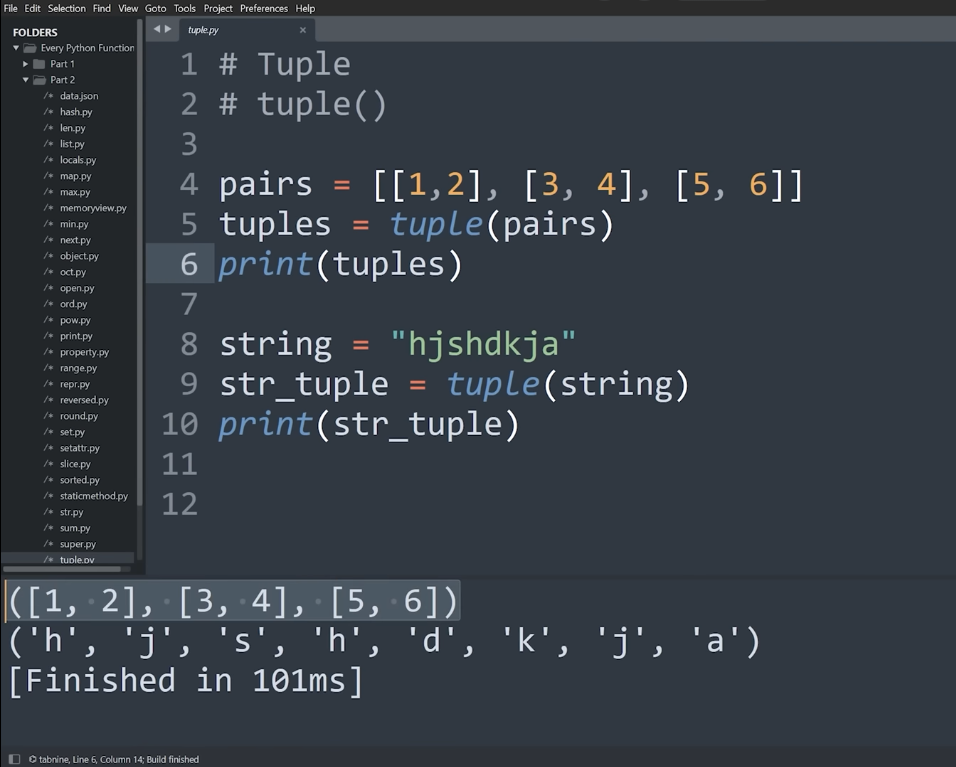 File Edit Selection Find View Goto Tools Project Preferences Help
FOLDERS
Every Python Function
Part 1
Part 2
/* data.json
/* hash.py
/* len.py
/* list.py
/* locals.py
/* map.py
/* max.py
/* memoryview.py
/* min.py
/* next.py
/* object.py
/* oct.py
/* open.py
/* ord.py
/* pow.py
/* print.py
/* property.py
/* range.py
/* repr.py
/* reversed.py
/* round.py
/* set.py
/* setattr.py
/* slice.py
/* sorted.py
/* staticmethod.py
/* str.py
/* sum.py
/* super.py
/* tuple.py
tuple.py ×
1 # Tuple
2 # tuple()
3
4 pairs = [[1,2], [3, 4], [5, 6]]
5 tuples = tuple(pairs)
6 print(tuples)
7
8 string = "hjshdkja"
9 str_tuple = tuple(string)
10 print(str_tuple)
11
12
([1, 2], [3, 4], [5, 6])
('h', 'j', 's', 'h', 'd', 'k', 'j', 'a')
[Finished in 101ms]
tabnine, Line 6, Column 14; Build finished